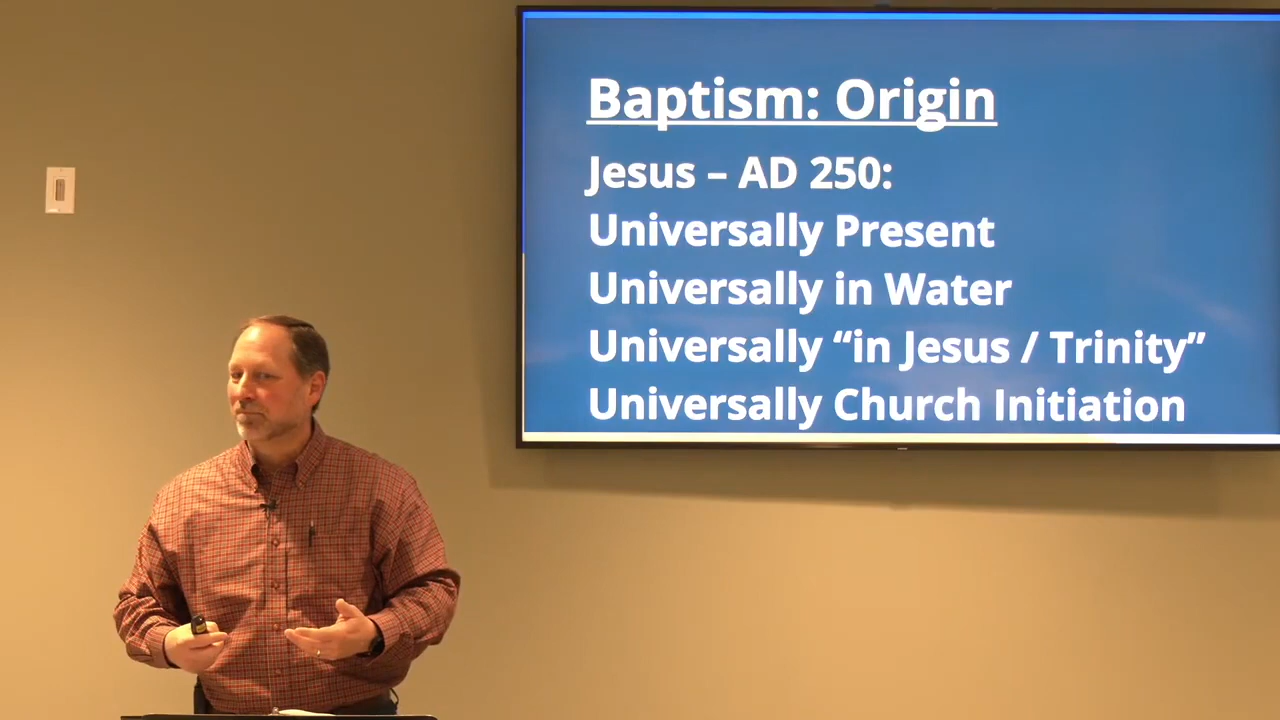 Baptism: Origin
Jesus – AD 250:
Universally Present
Universally in Water
Universally “in Jesus / Trinity”
Universally Church Initiation